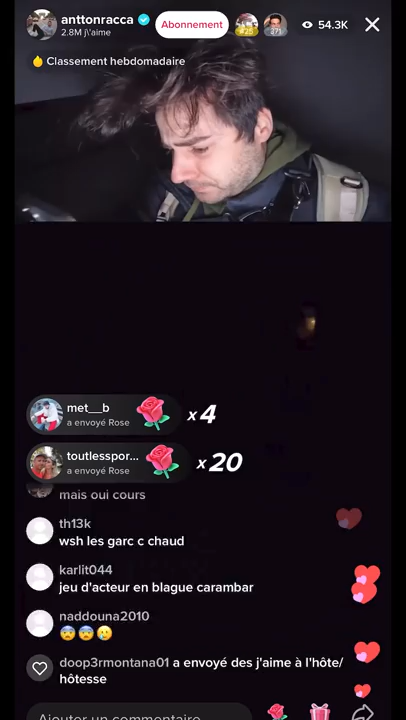 anttonracca
2.8M j'aime
Abonnement
54.3K
Classement hebdomadaire
met__b
a envoyé Rose
x4
toutlesspor...
a envoyé Rose
x20
mais oui cours
th13k
wsh les garc c chaud
karlit044
jeu d'acteur en blague carambar
naddouna2010
😨😨🥲
doop3rmontana01 a envoyé des j'aime à l'hôte/
hôtesse
Ajouter un commentaire